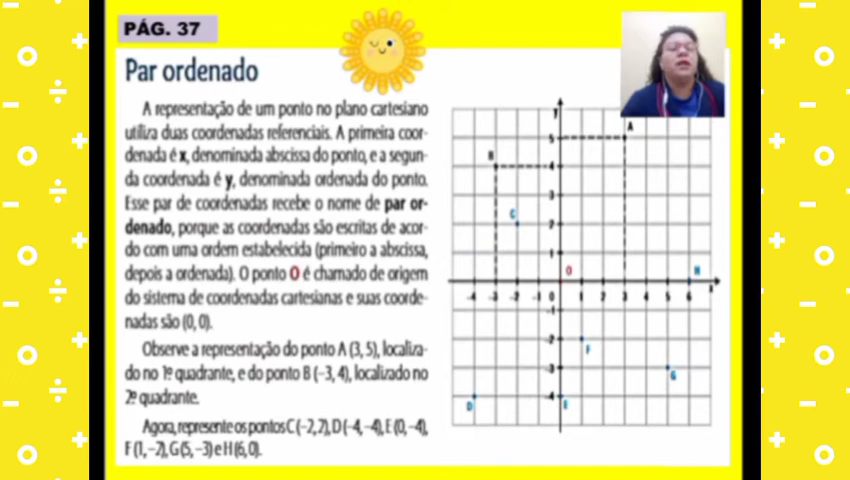 PÁG. 37
Par ordenado
A representação de um ponto no plano cartesiano
utiliza duas coordenadas referenciais. A primeira coor-
denada é x, denominada abscissa do ponto, e a segun-
da coordenada é y, denominada ordenada do ponto.
Esse par de coordenadas recebe o nome de par or-
denado, porque as coordenadas são escritas de acor-
do com uma ordem estabelecida (primeiro a abscissa,
depois a ordenada). O ponto O é chamado de origem
do sistema de coordenadas cartesianas e suas coorde-
nadas são (0, 0).
Observe a representação do ponto A (3, 5), localiza-
do no 1º quadrante, e do ponto B (–3, 4), localizado no
2º quadrante.
Agora, represente os pontos C (–2, 2), D (–4, –4), E (0, –4),
F (1, –2), G (5, –3) e H (6, 0).
y
A
5
B
4
3
C
2
1
O
H
-4 -3 -2 -1 0 1 2 3 4 5 6
-1
-2
F
-3
G
-4
D
E